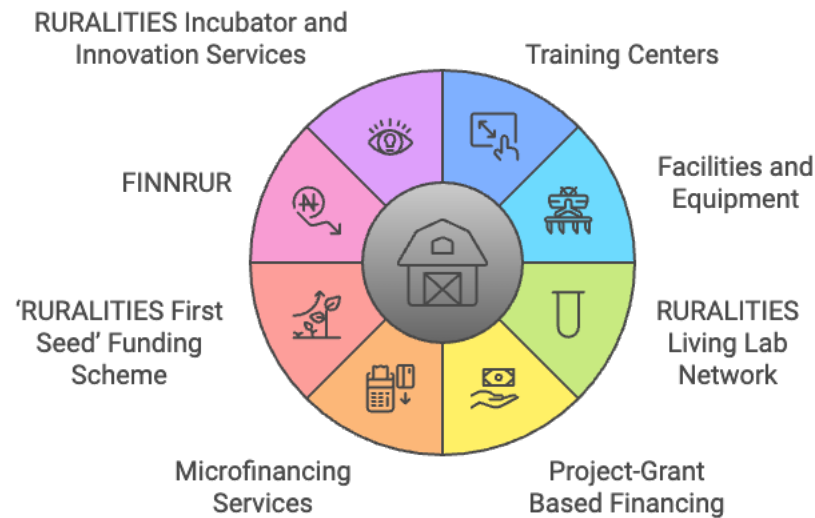 RURALITIES Incubator and
Innovation Services
Training Centers
FINNRUR
Facilities and
Equipment
'RURALITIES First
Seed' Funding
Scheme
RURALITIES
Living Lab
Network
Microfinancing
Services
Project-Grant
Based Financing